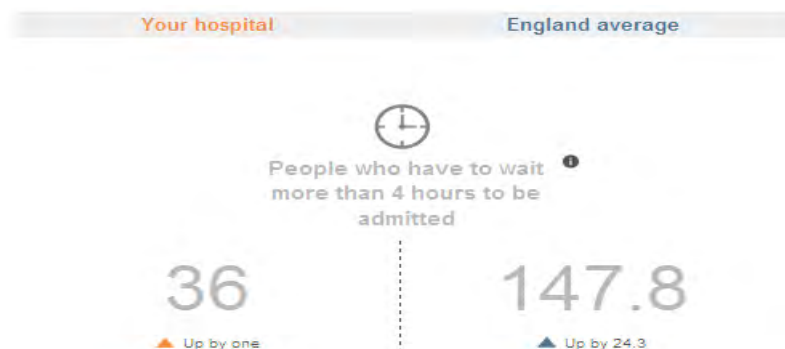 Your hospital England average
People who have to wait
more than 4 hours to be
admitted
36 147.8
Up by one Up by 24.3